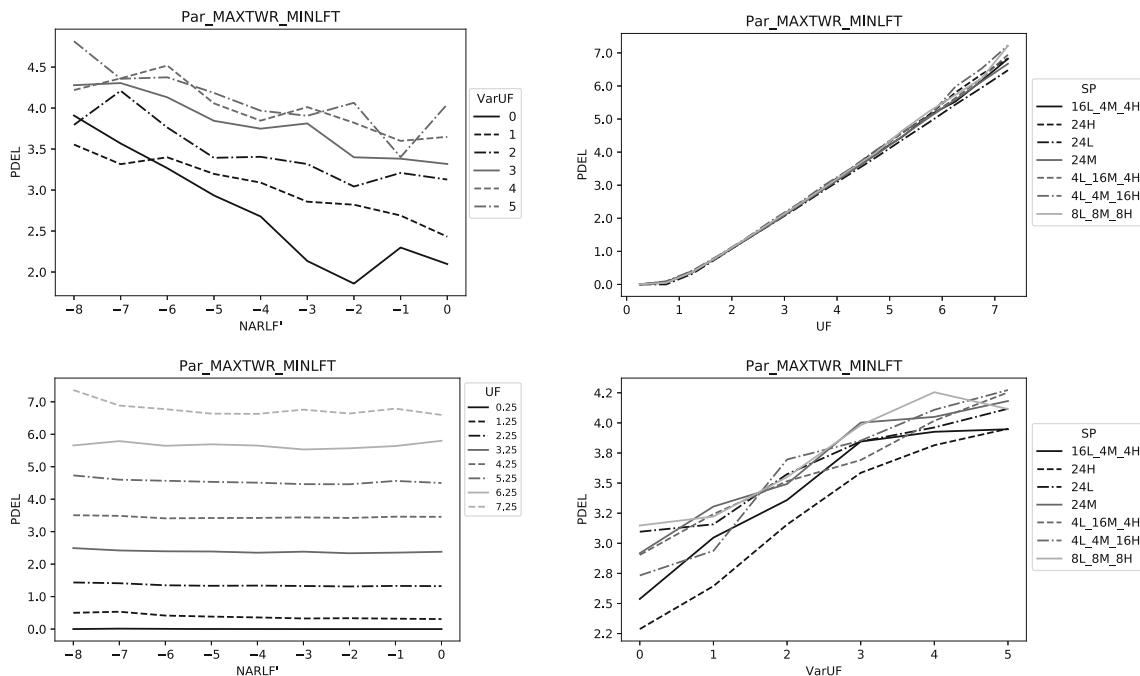 Par_MAXTWR_MINLFT
4.5
4.0
3.5
3.0
2.5
2.0
PDEL
−8 −7 −6 −5 −4 −3 −2 −1 0
NARLF'
VarUF
0
1
2
3
4
5
Par_MAXTWR_MINLFT
7.0
6.0
5.0
4.0
3.0
2.0
1.0
0.0
PDEL
0 1 2 3 4 5 6 7
UF
SP
16L_4M_4H
24H
24L
24M
4L_16M_4H
4L_4M_16H
8L_8M_8H
Par_MAXTWR_MINLFT
7.0
6.0
5.0
4.0
3.0
2.0
1.0
0.0
PDEL
−8 −7 −6 −5 −4 −3 −2 −1 0
NARLF'
UF
0.25
1.25
2.25
3.25
4.25
5.25
6.25
7.25
Par_MAXTWR_MINLFT
4.2
4.0
3.8
3.5
3.2
3.0
2.8
2.5
2.2
PDEL
0 1 2 3 4 5
VarUF
SP
16L_4M_4H
24H
24L
24M
4L_16M_4H
4L_4M_16H
8L_8M_8H